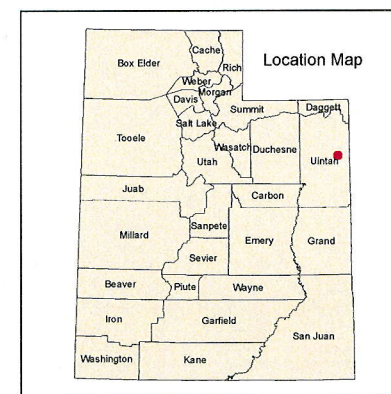 Location Map
Cache
Box Elder
Rich
Weber
Morgan
Davis
Summit
Daggett
Salt Lake
Tooele
Wasatch
Duchesne
Uintah
Utah
Juab
Carbon
Millard
Sanpete
Emery
Grand
Sevier
Beaver
Piute
Wayne
Iron
Garfield
San Juan
Washington
Kane